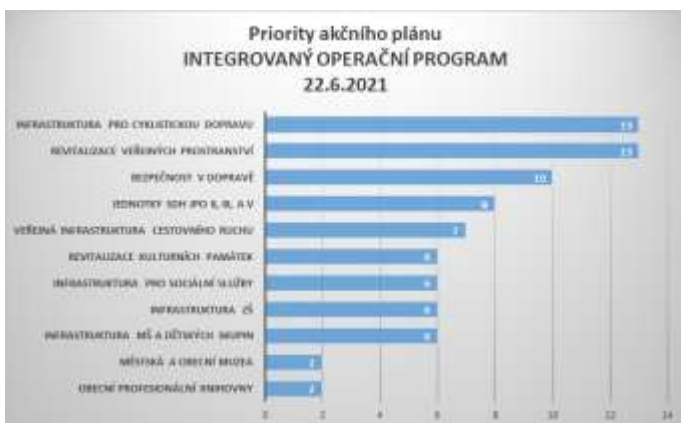 Priority akčního plánu
INTEGROVANÝ OPERAČNÍ PROGRAM
22.6.2021
INFRASTRUKTURA PRO CYKLISTICKOU DOPRAVU 13
REVITALIZACE VEŘEJNÝCH PROSTRANSTVÍ 13
BEZPEČNOST V DOPRAVĚ 10
JEDNOTKY SDH JPO II, III, A V 8
VEŘEJNÁ INFRASTRUKTURA CESTOVNÍHO RUCHU 7
REVITALIZACE KULTURNÍCH PAMÁTEK 6
INFRASTRUKTURA PRO SOCIÁLNÍ SLUŽBY 6
INFRASTRUKTURA ZŠ 6
INFRASTRUKTURA MŠ A DĚTSKÝCH SKUPIN 6
MĚSTSKÁ A OBECNÍ MUZEA 2
OBECNÍ PROFESIONÁLNÍ KNIHOVNY 2
0 2 4 6 8 10 12 14